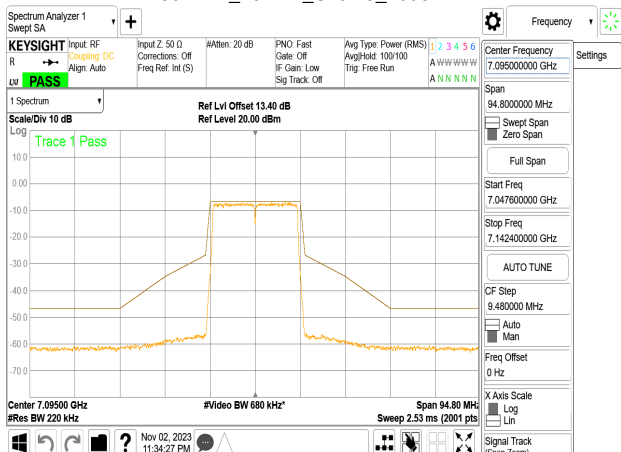 Spectrum Analyzer 1
Swept SA
Frequency
Settings
KEYSIGHT
R
LXI
PASS
Input: RF
Coupling: DC
Align: Auto
Input Z: 50 Ω
Corrections: Off
Freq Ref: Int (S)
#Atten: 20 dB
PNO: Fast
Gate: Off
IF Gain: Low
Sig Track: Off
Avg Type: Power (RMS)
Avg|Hold: 100/100
Trig: Free Run
1 2 3 4 5 6
A W W W W W
A N N N N N
1 Spectrum
Scale/Div 10 dB
Ref Lvl Offset 13.40 dB
Ref Level 20.00 dBm
Log
Trace 1 Pass
10.0
0.00
-10.0
-20.0
-30.0
-40.0
-50.0
-60.0
-70.0
Center 7.09500 GHz
#Video BW 680 kHz*
Span 94.80 MHz
#Res BW 220 kHz
Sweep 2.53 ms (2001 pts
Nov 02, 2023
11:34:27 PM
?
Center Frequency
7.095000000 GHz
Span
94.8000000 MHz
Swept Span
Zero Span
Full Span
Start Freq
7.047600000 GHz
Stop Freq
7.142400000 GHz
AUTO TUNE
CF Step
9.480000 MHz
Auto
Man
Freq Offset
0 Hz
X Axis Scale
Log
Lin
Signal Track
(Span Zoom)